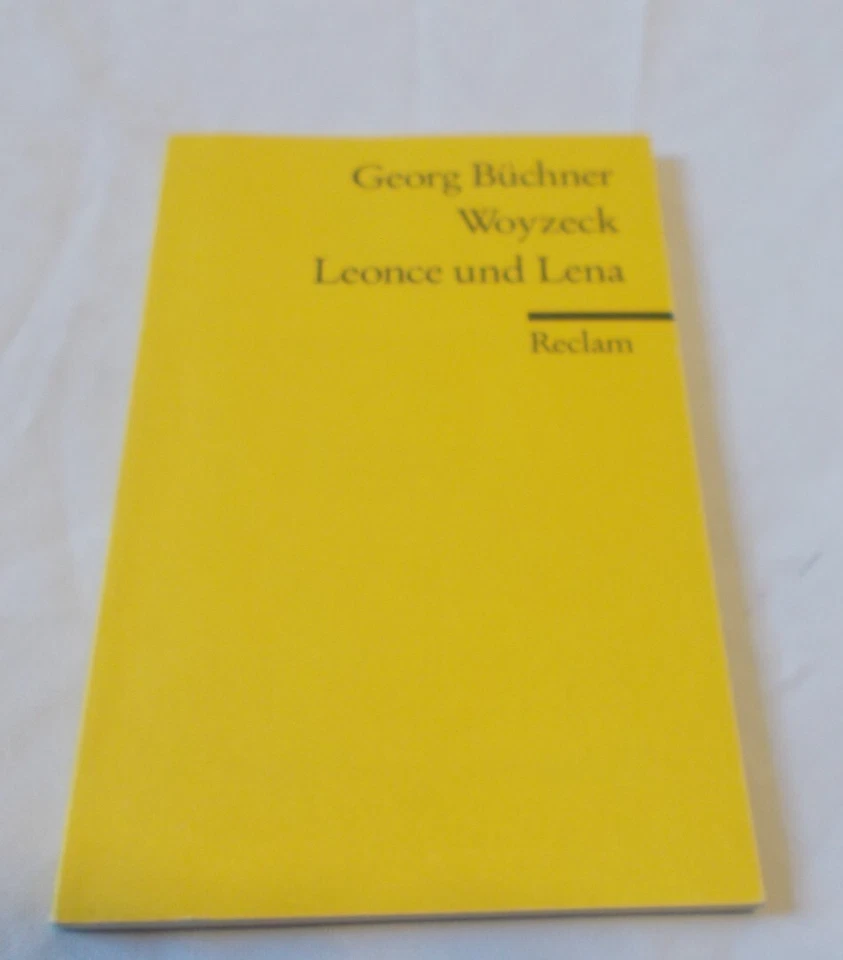 Georg Büchner
Woyzeck
Leonce und Lena
Reclam